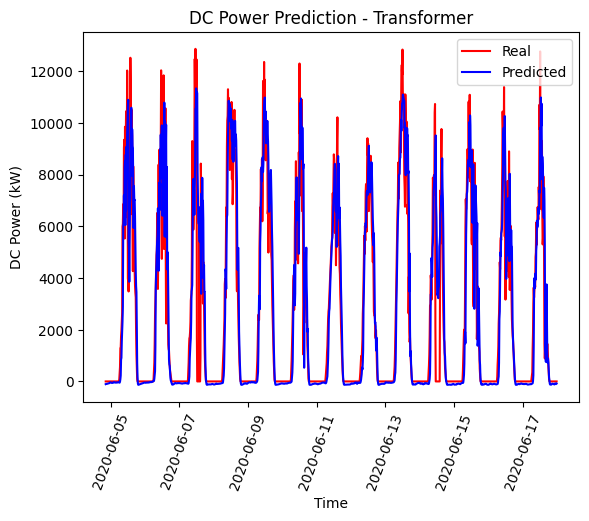 DC Power Prediction - Transformer
Real
Predicted
DC Power (kW)
12000
10000
8000
6000
4000
2000
0
2020-06-05
2020-06-07
2020-06-09
2020-06-11
2020-06-13
2020-06-15
2020-06-17
Time